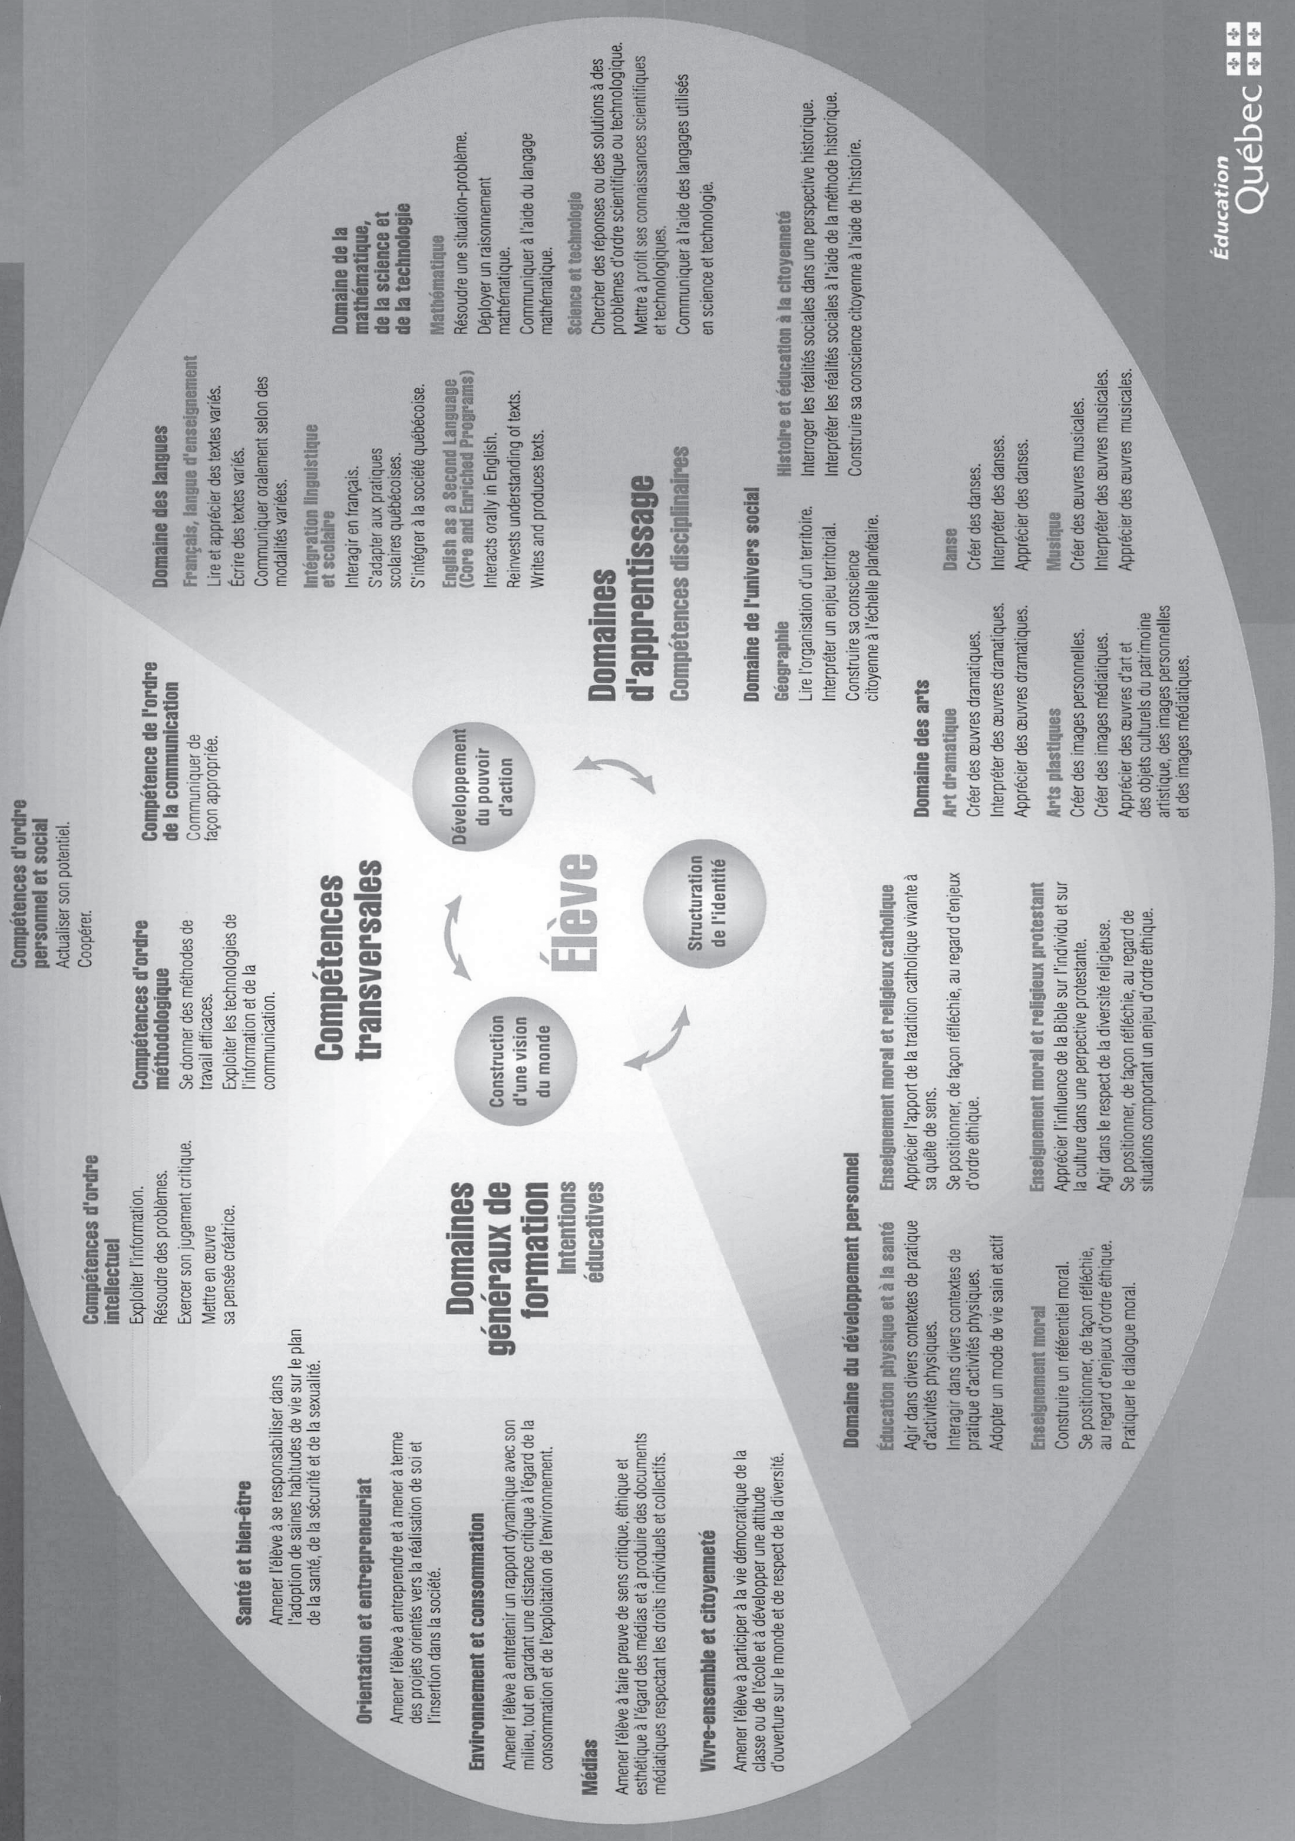 Compétences d'ordre
personnel et social
Actualiser son potentiel.
Coopérer.
Compétences d'ordre
intellectuel
Exploiter l'information.
Résoudre des problèmes.
Exercer son jugement critique.
Mettre en œuvre
sa pensée créatrice.
Compétences d'ordre
méthodologique
Se donner des méthodes de
travail efficaces.
Exploiter les technologies de
l'information et de la
communication.
Compétence de l'ordre
de la communication
Communiquer de
façon appropriée.
Compétences
transversales
Santé et bien-être
Amener l'élève à se responsabiliser dans
l'adoption de saines habitudes de vie sur le plan
de la santé, de la sécurité et de la sexualité.
Orientation et entrepreneuriat
Amener l'élève à entreprendre et à mener à terme
des projets orientés vers la réalisation de soi et
l'insertion dans la société.
Environnement et consommation
Amener l'élève à entretenir un rapport dynamique avec son
milieu, tout en gardant une distance critique à l'égard de la
consommation et de l'exploitation de l'environnement.
Médias
Amener l'élève à faire preuve de sens critique, éthique et
esthétique à l'égard des médias et à produire des documents
médiatiques respectant les droits individuels et collectifs.
Vivre-ensemble et citoyenneté
Amener l'élève à participer à la vie démocratique de la
classe ou de l'école et à développer une attitude
d'ouverture sur le monde et de respect de la diversité.
Domaines
généraux de
formation
Intentions
éducatives
Construction
d'une vision
du monde
Développement
du pouvoir
d'action
Élève
Structuration
de l'identité
Domaines
d'apprentissage
Compétences disciplinaires
Domaine des langues
Français, langue d'enseignement
Lire et apprécier des textes variés.
Écrire des textes variés.
Communiquer oralement selon des
modalités variées.
Intégration linguistique
et scolaire
Interagir en français.
S'adapter aux pratiques
scolaires québécoises.
S'intégrer à la société québécoise.
English as a Second Language
(Core and Enriched Programs)
Interacts orally in English.
Reinvests understanding of texts.
Writes and produces texts.
Domaine de la
mathématique,
de la science et
de la technologie
Mathématique
Résoudre une situation-problème.
Déployer un raisonnement
mathématique.
Communiquer à l'aide du langage
mathématique.
Science et technologie
Chercher des réponses ou des solutions à des
problèmes d'ordre scientifique ou technologique.
Mettre à profit ses connaissances scientifiques
et technologiques.
Communiquer à l'aide des langages utilisés
en science et technologie.
Domaine de l'univers social
Géographie
Lire l'organisation d'un territoire.
Interpréter un enjeu territorial.
Construire sa conscience
citoyenne à l'échelle planétaire.
Histoire et éducation à la citoyenneté
Interroger les réalités sociales dans une perspective historique.
Interpréter les réalités sociales à l'aide de la méthode historique.
Construire sa conscience citoyenne à l'aide de l'histoire.
Domaine des arts
Art dramatique
Créer des œuvres dramatiques.
Interpréter des œuvres dramatiques.
Apprécier des œuvres dramatiques.
Arts plastiques
Créer des images personnelles.
Créer des images médiatiques.
Apprécier des œuvres d'art et
des objets culturels du patrimoine
artistique, des images personnelles
et des images médiatiques.
Danse
Créer des danses.
Interpréter des danses.
Apprécier des danses.
Musique
Créer des œuvres musicales.
Interpréter des œuvres musicales.
Apprécier des œuvres musicales.
Domaine du développement personnel
Éducation physique et à la santé
Agir dans divers contextes de pratique
d'activités physiques.
Interagir dans divers contextes de
pratique d'activités physiques.
Adopter un mode de vie sain et actif
Enseignement moral
Construire un référentiel moral.
Se positionner, de façon réfléchie,
au regard d'enjeux d'ordre éthique.
Pratiquer le dialogue moral.
Enseignement moral et religieux catholique
Apprécier l'apport de la tradition catholique vivante à
sa quête de sens.
Se positionner, de façon réfléchie, au regard d'enjeux
d'ordre éthique.
Enseignement moral et religieux protestant
Apprécier l'influence de la Bible sur l'individu et sur
la culture dans une perpective protestante.
Agir dans le respect de la diversité religieuse.
Se positionner, de façon réfléchie, au regard de
situations comportant un enjeu d'ordre éthique.
Éducation
Québec